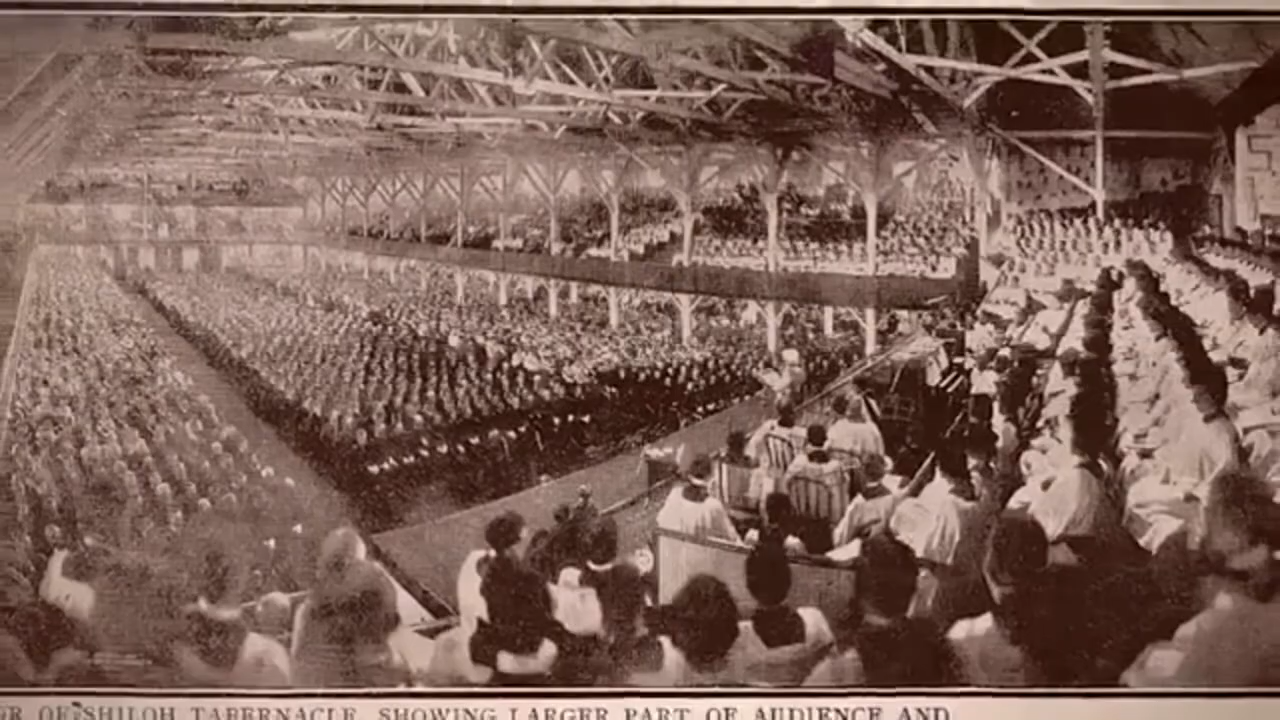 OF SHILOH TABERNACLE, SHOWING LARGER PART OF AUDIENCE AND